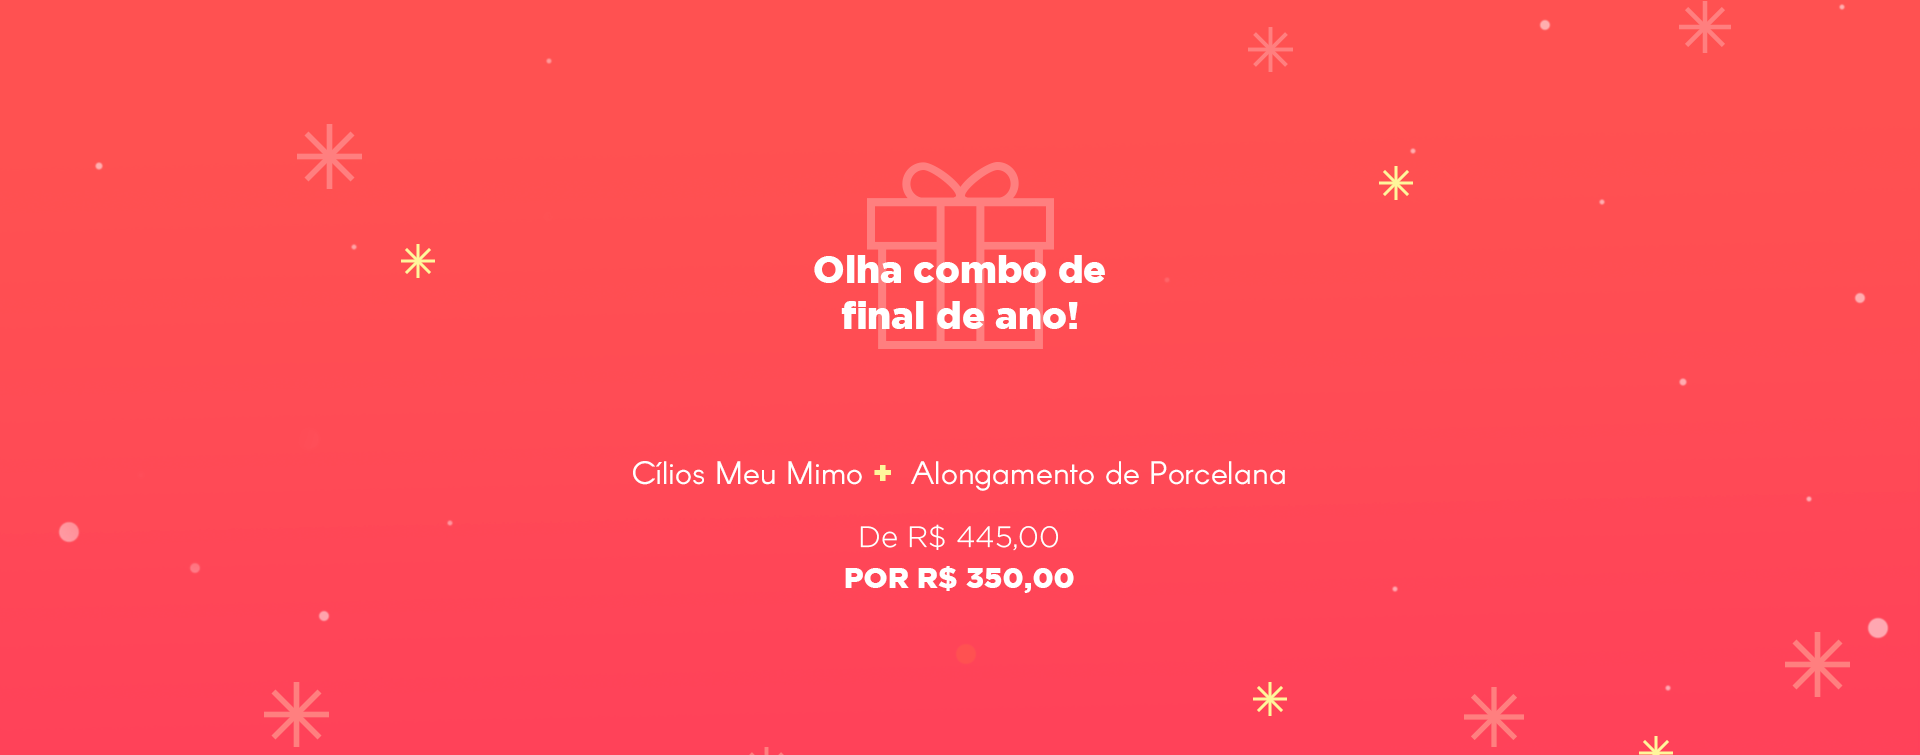 Olha combo de
final de ano!
Cílios Meu Mimo + Alongamento de Porcelana
De R$ 445,00
POR R$ 350,00